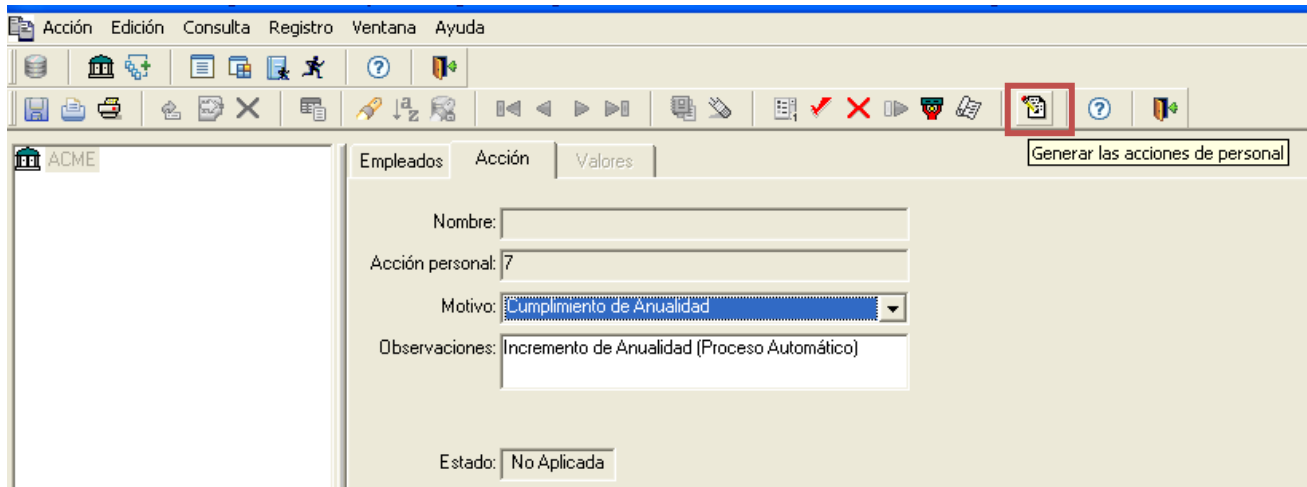 Acción Edición Consulta Registro Ventana Ayuda
ACME
Empleados Acción Valores
Generar las acciones de personal
Nombre:
Acción personal: 7
Motivo: Cumplimiento de Anualidad
Observaciones: Incremento de Anualidad (Proceso Automático)
Estado: No Aplicada